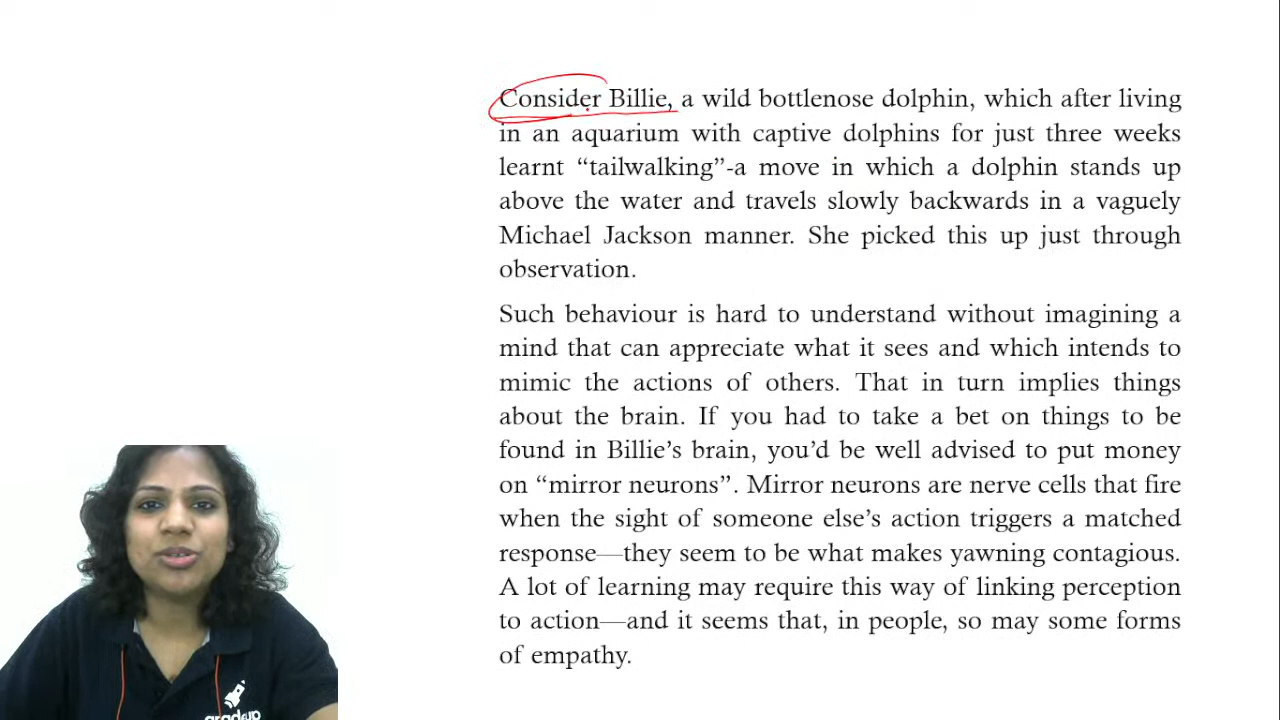 Consider Billie, a wild bottlenose dolphin, which after living
in an aquarium with captive dolphins for just three weeks
learnt “tailwalking”-a move in which a dolphin stands up
above the water and travels slowly backwards in a vaguely
Michael Jackson manner. She picked this up just through
observation.
Such behaviour is hard to understand without imagining a
mind that can appreciate what it sees and which intends to
mimic the actions of others. That in turn implies things
about the brain. If you had to take a bet on things to be
found in Billie’s brain, you’d be well advised to put money
on “mirror neurons”. Mirror neurons are nerve cells that fire
when the sight of someone else’s action triggers a matched
response—they seem to be what makes yawning contagious.
A lot of learning may require this way of linking perception
to action—and it seems that, in people, so may some forms
of empathy.
gradeup